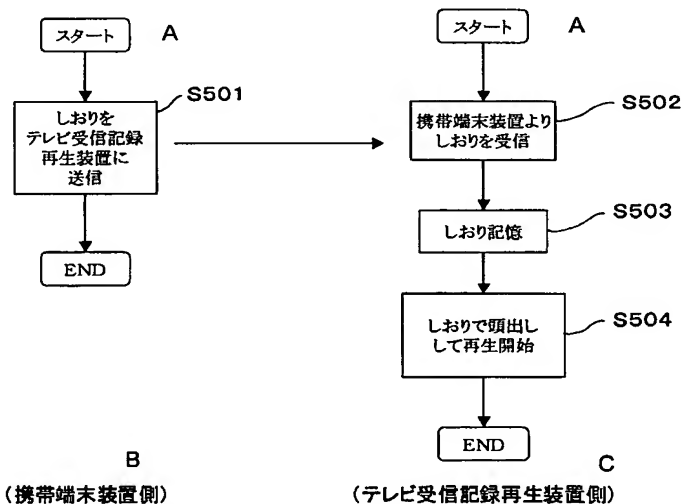 スタート
A
S501
しおりを
テレビ受信記録
再生装置に
送信
END
B
(携帯端末装置側)
スタート
A
S502
携帯端末装置より
しおりを受信
S503
しおり記憶
S504
しおりで頭出し
して再生開始
END
C
(テレビ受信記録再生装置側)